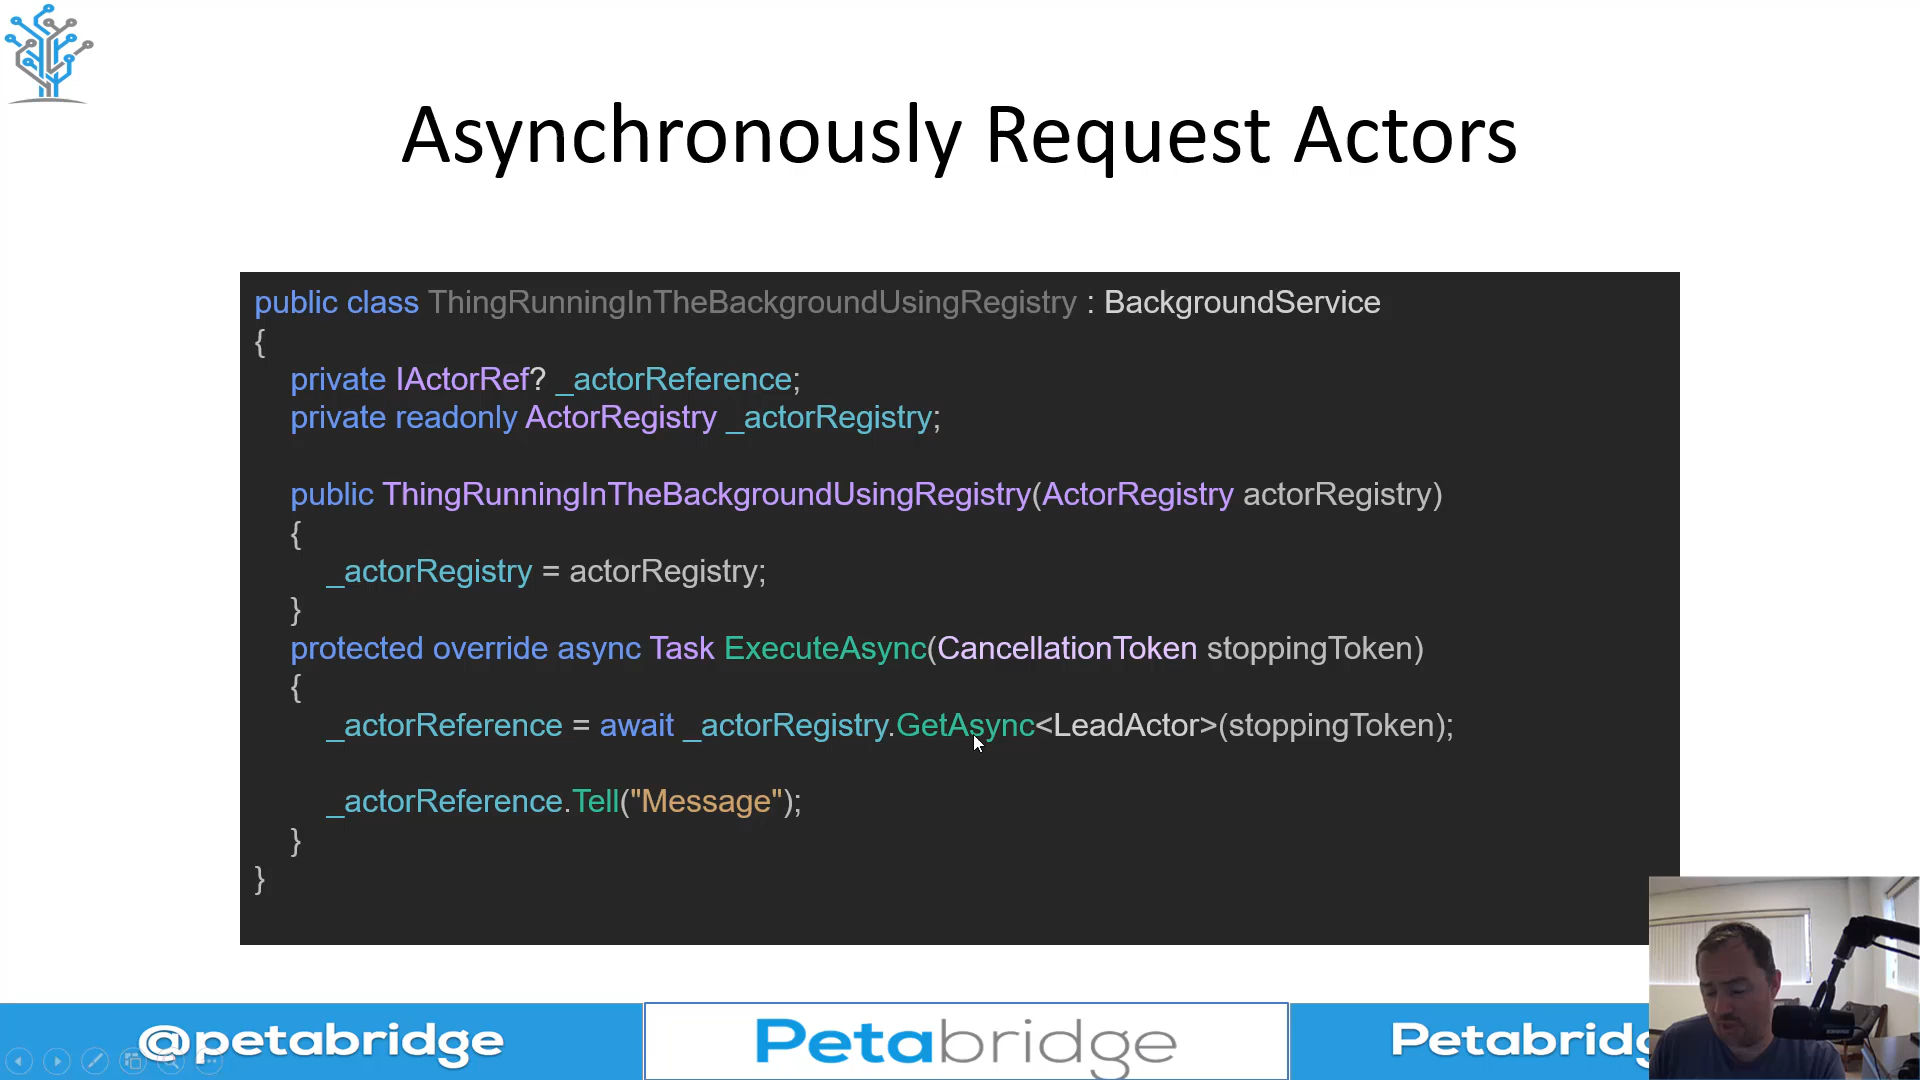 Asynchronously Request Actors
public class ThingRunningInTheBackgroundUsingRegistry : BackgroundService
{
private IActorRef? _actorReference;
private readonly ActorRegistry _actorRegistry;
public ThingRunningInTheBackgroundUsingRegistry(ActorRegistry actorRegistry)
{
_actorRegistry = actorRegistry;
}
protected override async Task ExecuteAsync(CancellationToken stoppingToken)
{
_actorReference = await _actorRegistry.GetAsync<LeadActor>(stoppingToken);
_actorReference.Tell("Message");
}
}
@petabridge
Petabridge
Petabridg